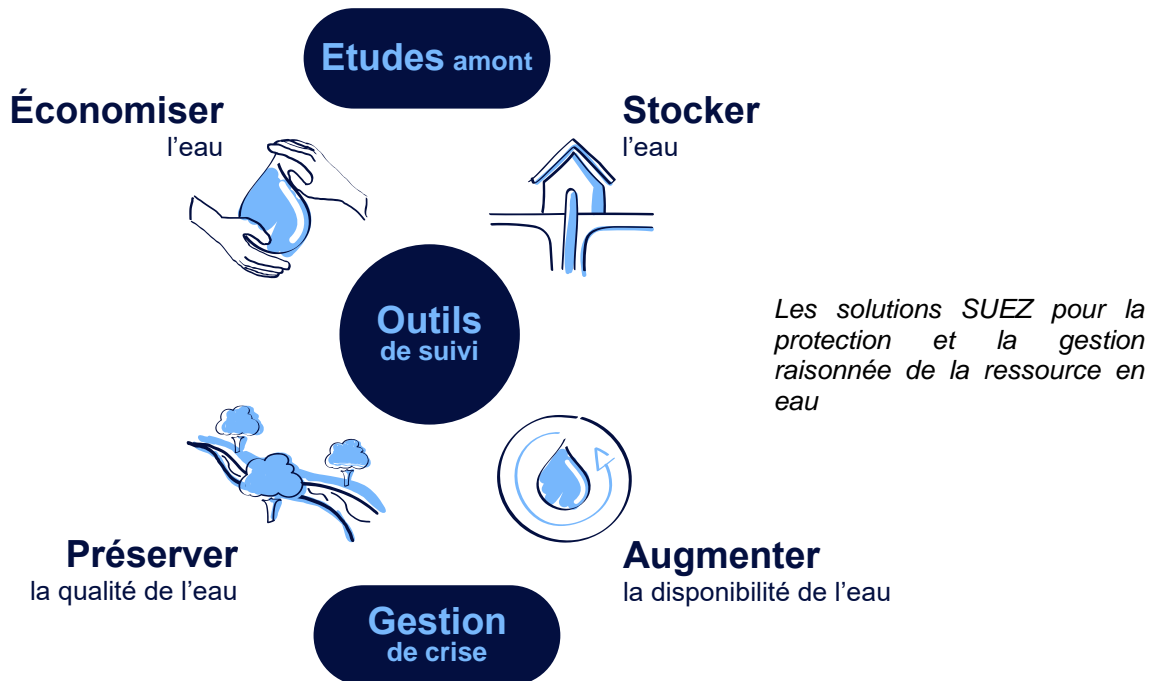 Etudes amont
Économiser
l’eau
Stocker
l’eau
Outils
de suivi
Les solutions SUEZ pour la
protection et la gestion
raisonnée de la ressource en
eau
Préserver
la qualité de l’eau
Augmenter
la disponibilité de l’eau
Gestion
de crise